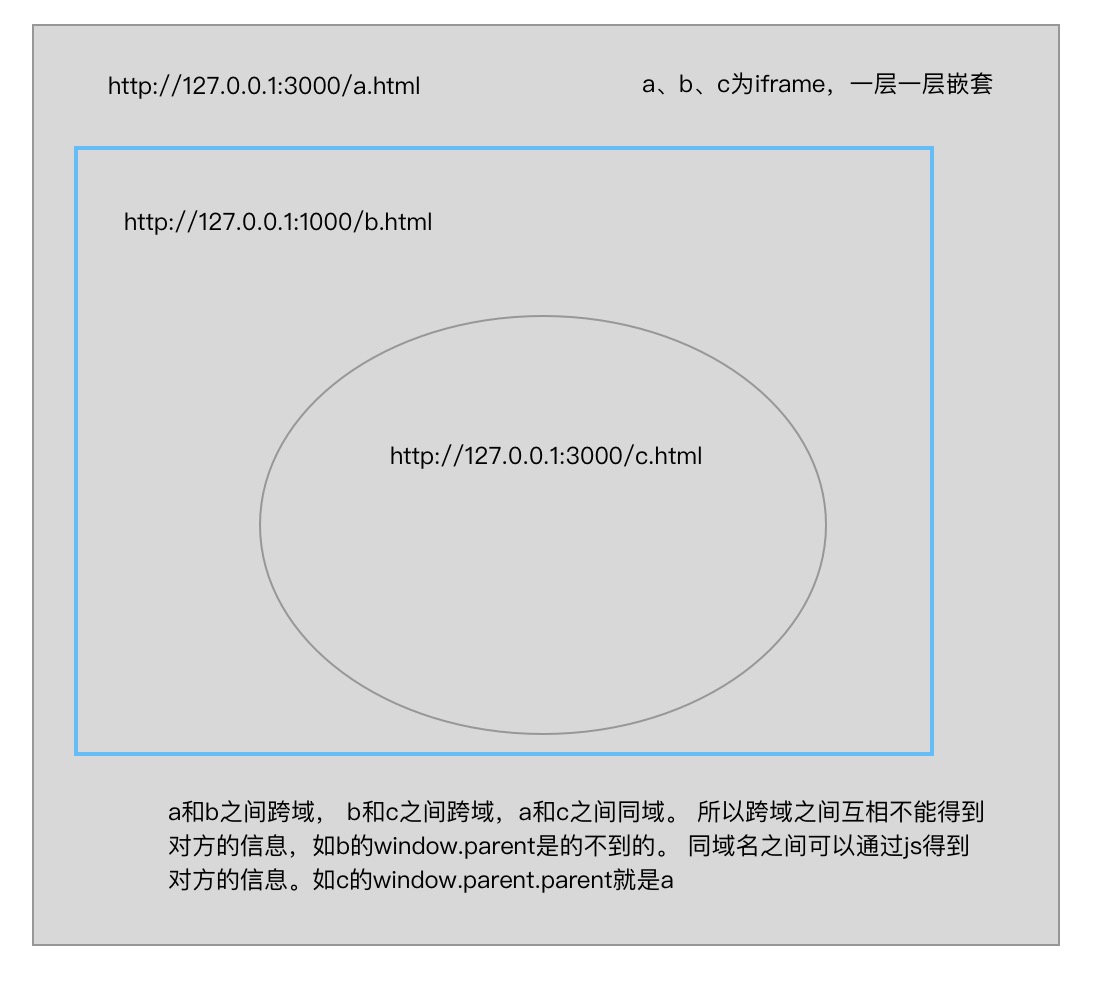 http://127.0.0.1:3000/a.html
a、b、c为iframe，一层一层嵌套
http://127.0.0.1:1000/b.html
http://127.0.0.1:3000/c.html
a和b之间跨域， b和c之间跨域，a和c之间同域。 所以跨域之间互相不能得到
对方的信息，如b的window.parent是的不到的。 同域名之间可以通过js得到
对方的信息。如c的window.parent.parent就是a